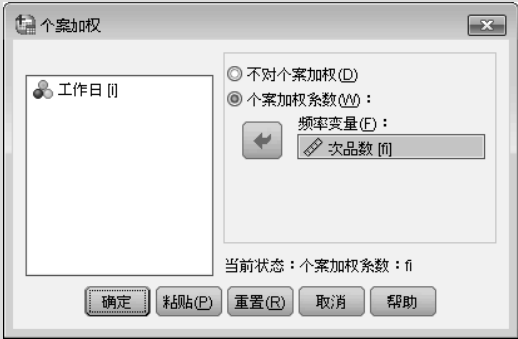 个案加权
工作日 [i]
不对个案加权(D)
个案加权系数(W)：
频率变量(F)：
次品数 [fi]
当前状态：个案加权系数：fi
确定
粘贴(P)
重置(R)
取消
帮助